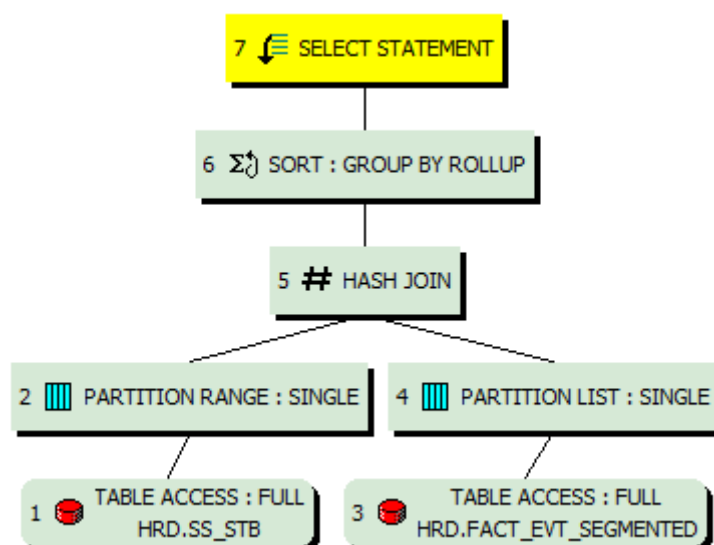 7 SELECT STATEMENT
6 SORT : GROUP BY ROLLUP
5 HASH JOIN
2 PARTITION RANGE : SINGLE
4 PARTITION LIST : SINGLE
1 TABLE ACCESS : FULL
HRD.SS_STB
3 TABLE ACCESS : FULL
HRD.FACT_EVT_SEGMENTED